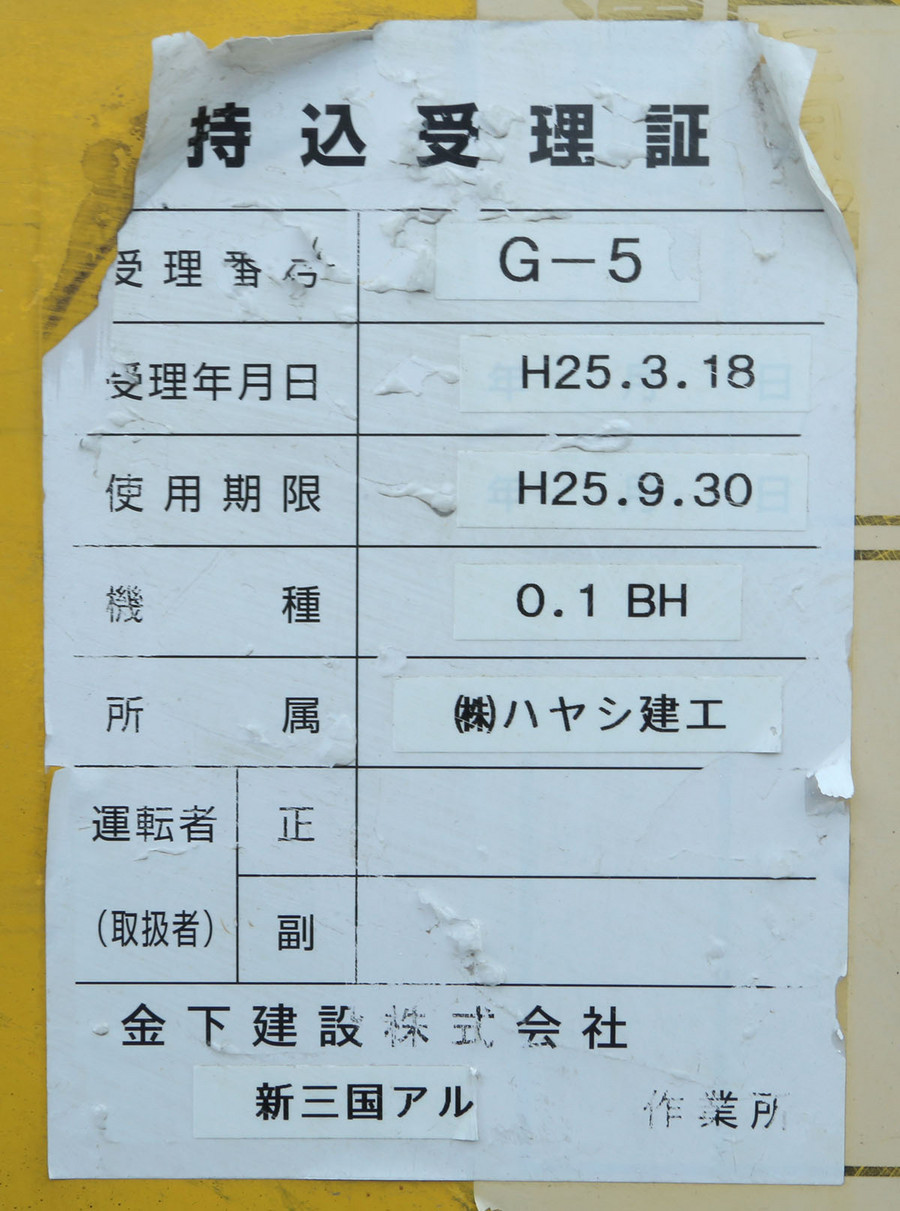 持込受理証
受理番号 G-5
受理年月日 H25.3.18
使用期限 H25.9.30
機種 0.1 BH
所属 ㈱ハヤシ建工
運転者 正
(取扱者) 副
金下建設株式会社
新三国アル 作業所